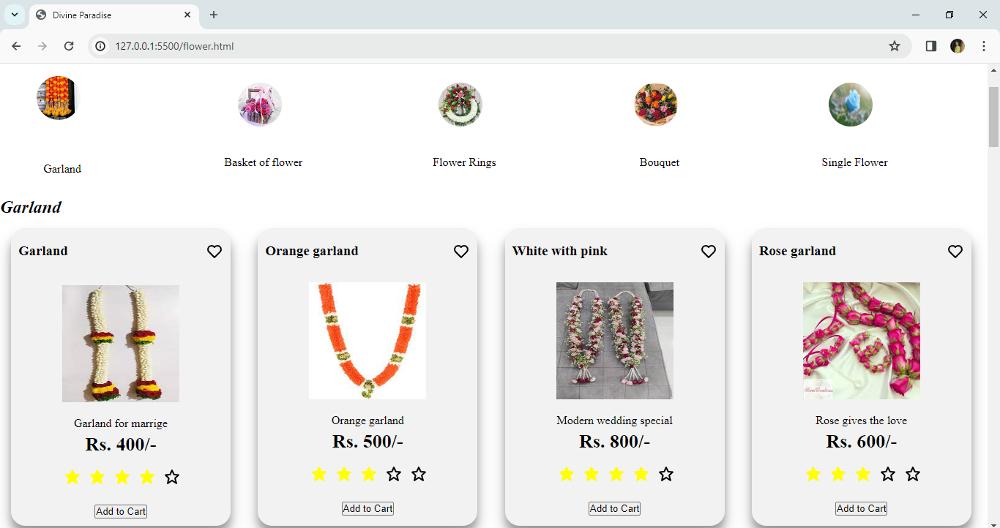 Divine Paradise
127.0.0.1:5500/flower.html
Garland
Basket of flower
Flower Rings
Bouquet
Single Flower
Garland
Garland
Orange garland
White with pink
Rose garland
Garland for marrige
Orange garland
Modern wedding special
Rose gives the love
Rs. 400/-
Rs. 500/-
Rs. 800/-
Rs. 600/-
Add to Cart
Add to Cart
Add to Cart
Add to Cart